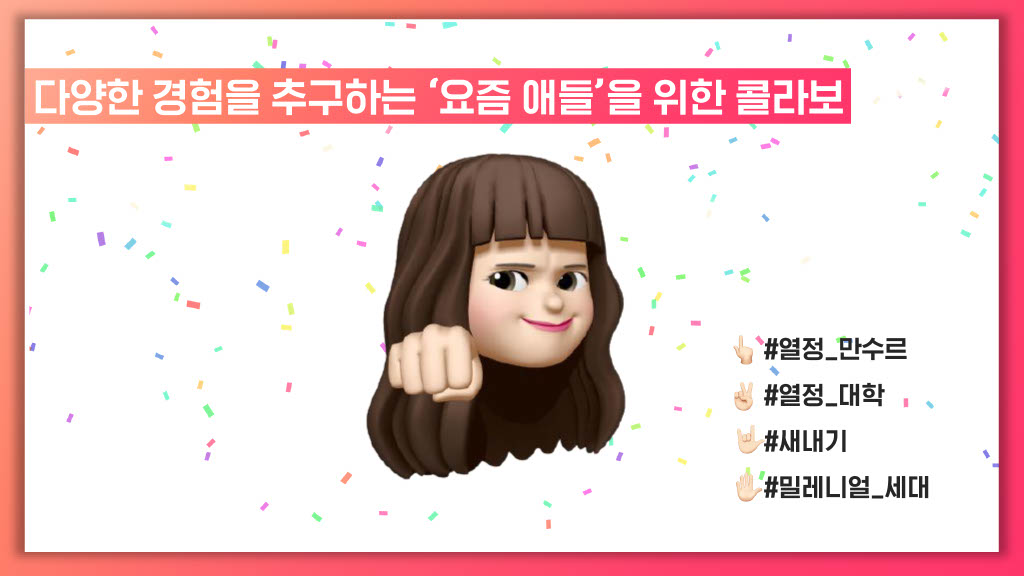 다양한 경험을 추구하는 ‘요즘 애들’을 위한 콜라보
#열정_만수르
#열정_대학
#새내기
#밀레니얼_세대